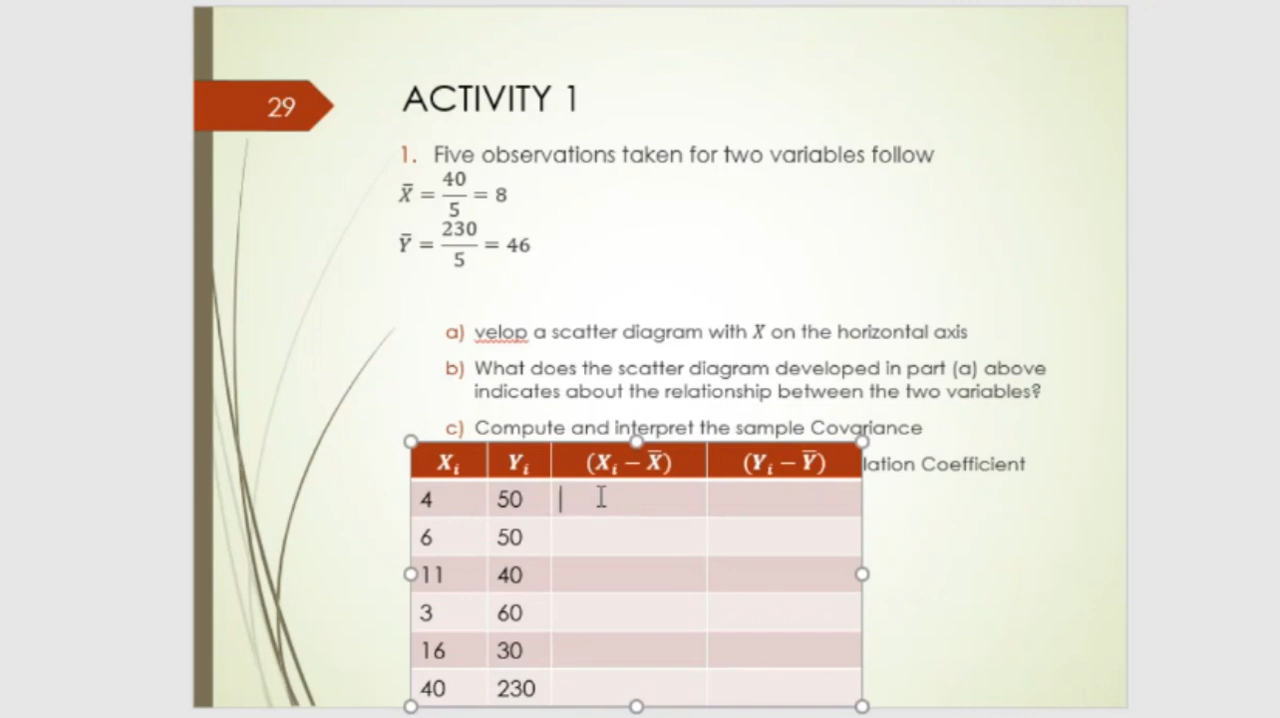 29
ACTIVITY 1
1. Five observations taken for two variables follow
X̄ = 40/5 = 8
Ȳ = 230/5 = 46
a) velop a scatter diagram with X on the horizontal axis
b) What does the scatter diagram developed in part (a) above
indicates about the relationship between the two variables?
c) Compute and interpret the sample Covariance
lation Coefficient
Xᵢ Yᵢ (Xᵢ − X̄) (Yᵢ − Ȳ)
4 50
6 50
11 40
3 60
16 30
40 230